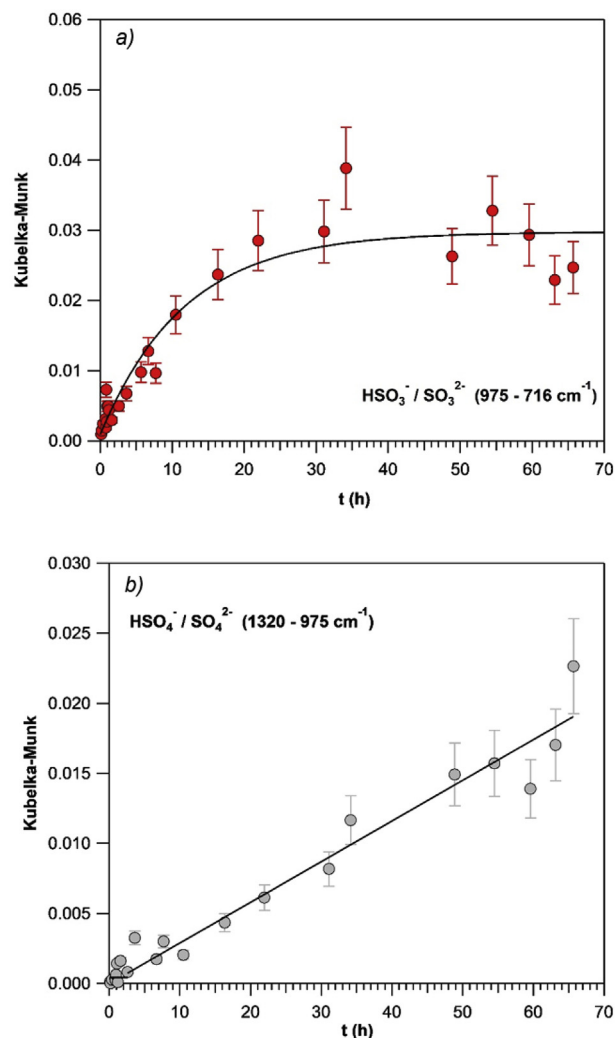 a)
0.06
0.05
0.04
0.03
0.02
0.01
0.00
Kubelka-Munk
HSO₃⁻ / SO₃²⁻ (975 - 716 cm⁻¹)
0 10 20 30 40 50 60 70
t (h)
b)
0.030
0.025
0.020
0.015
0.010
0.005
0.000
Kubelka-Munk
HSO₄⁻ / SO₄²⁻ (1320 - 975 cm⁻¹)
0 10 20 30 40 50 60 70
t (h)